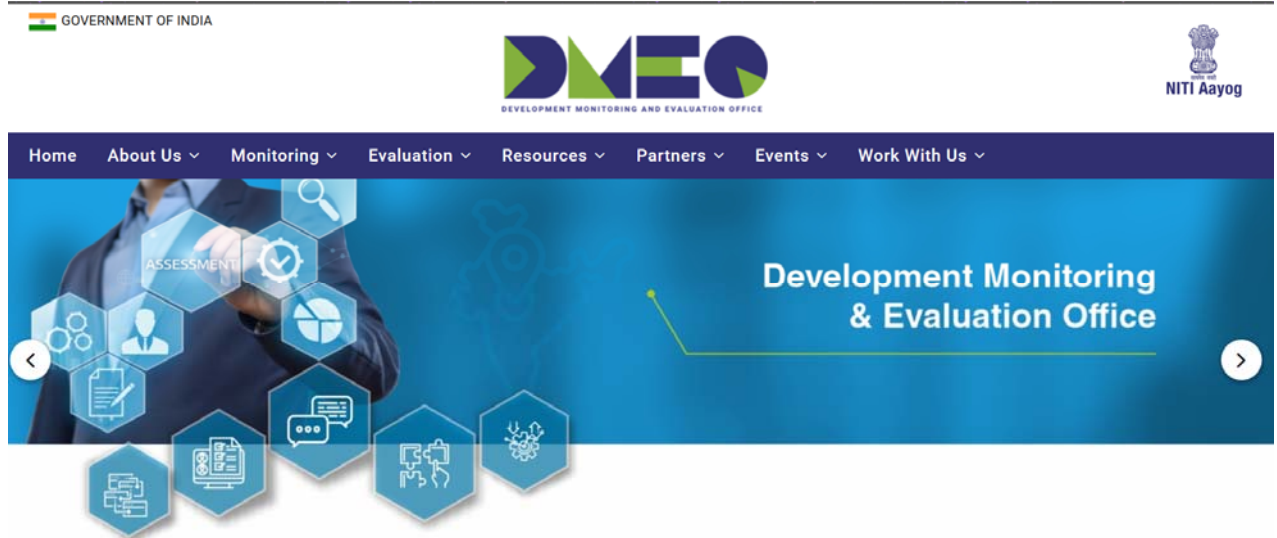 GOVERNMENT OF INDIA
DMEO
DEVELOPMENT MONITORING AND EVALUATION OFFICE
NITI Aayog
Home About Us Monitoring Evaluation Resources Partners Events Work With Us
ASSESSMENT
Development Monitoring
& Evaluation Office